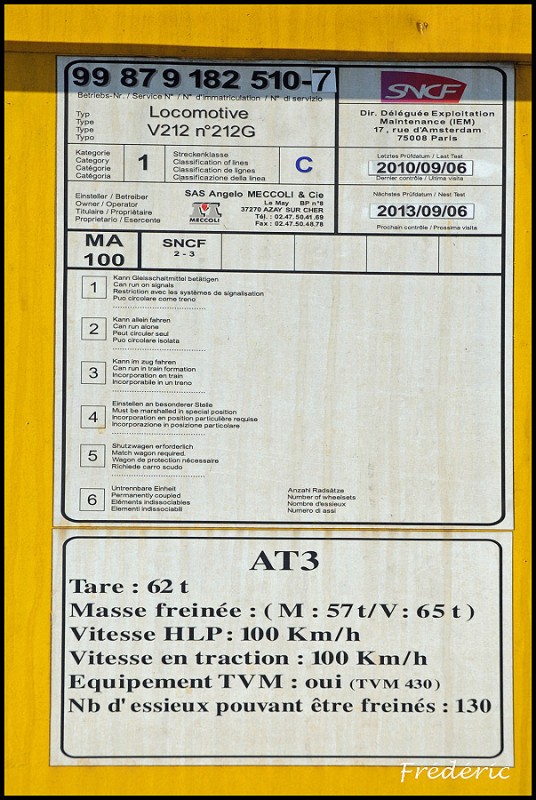 99 87 9 182 510-7
Betriebs-Nr. / Service N° / N° d'immatriculation / N° di servizio
Typ
Type
Type
Typo
Locomotive
V212 n°212G
SNCF
Dir. Déléguée Exploitation
Maintenance (IEM)
17, rue d'Amsterdam
75008 Paris
Kategorie
Category
Catégorie
Catégoria
1
Streckenklasse
Classification of lines
Classification de lignes
Classificazione della linea
C
Letztes Prüfdatum / Last Test
2010/09/06
Dernier contrôle / Ultima visita
Einsteller / Betreiber
Owner / Operator
Titulaire / Propriétaire
Proprietario / Esercente
SAS Angelo MECCOLI & Cie
MECCOLI
Le May BP n°8
37270 AZAY SUR CHER
Tél. : 02.47.50.41.69
Fax : 02.47.50.48.78
Nächstes Prüfdatum / Next Test
2013/09/06
Prochain contrôle / Prossima visita
MA
100
SNCF
2 - 3
1
Kann Gleisschaltmittel betätigen
Can run on signals
Restriction avec les systèmes de signalisation
Puo circolare come treno
2
Kann allein fahren
Can run alone
Peut circuler seul
Puo circolare isolata
3
Kann im zug fahren
Can run in train formation
Incorporation en train
Incorporabile in un treno
4
Einstellen an besonderer Stelle
Must be marshalled in special position
Incorporation en position particulière requise
Incorporazione in posizione particolare
5
Shutzwagen erforderlich
Match wagon required.
Wagon de protection nécessaire
Richiede carro scudo
6
Untrennbare Einheit
Permanently coupled
Eléments indissociables
Elementi indissociabili
Anzahl Radsätze
Number of wheelsets
Nombre d'essieux
Numero di assi
AT3
Tare : 62 t
Masse freinée : ( M : 57 t/ V : 65 t )
Vitesse HLP : 100 Km/h
Vitesse en traction : 100 Km/h
Equipement TVM : oui (TVM 430)
Nb d' essieux pouvant être freinés : 130
Frederic